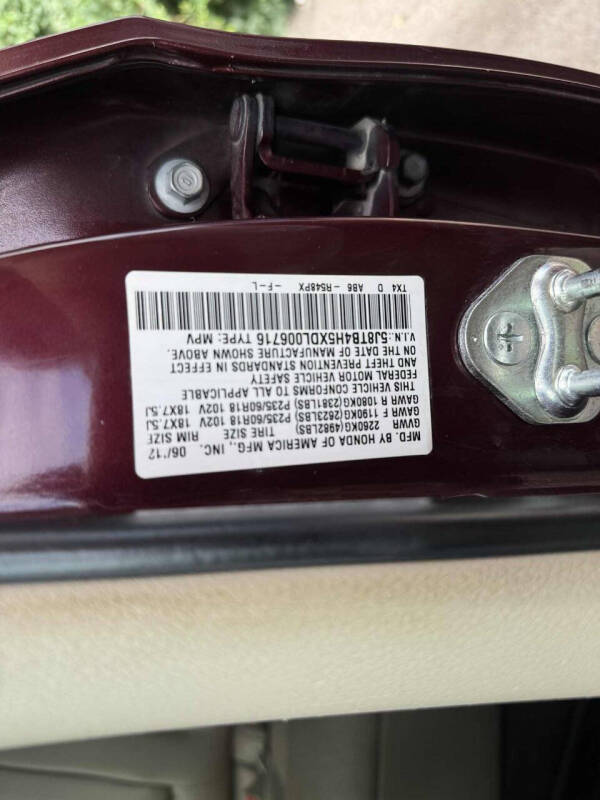 MFD. BY HONDA OF AMERICA MFG., INC. 06/'12
GVWR 2260KG(4982LBS) TIRE SIZE RIM SIZE
GAWR F 1190KG(2623LBS) P235/60R18 102V 18X7.5J
GAWR R 1080KG(2381LBS) P235/60R18 102V 18X7.5J
THIS VEHICLE CONFORMS TO ALL APPLICABLE
FEDERAL MOTOR VEHICLE SAFETY
AND THEFT PREVENTION STANDARDS IN EFFECT
ON THE DATE OF MANUFACTURE SHOWN ABOVE.
V.I.N.:5J8TB4H5XDL006716 TYPE: MPV
TX4 D AB6 -R548PX -F-L